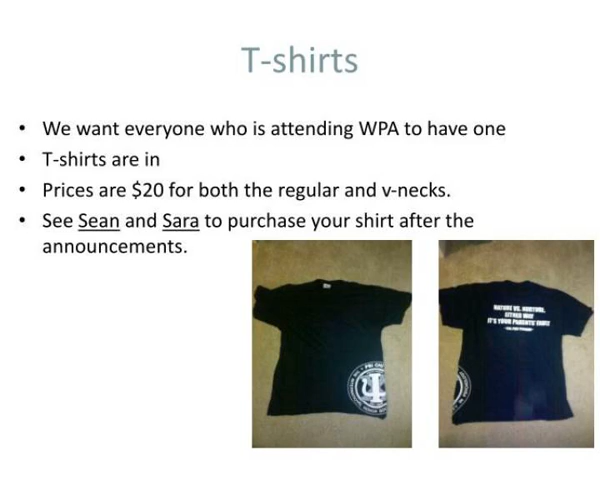 T-shirts
• We want everyone who is attending WPA to have one
• T-shirts are in
• Prices are $20 for both the regular and v-necks.
• See Sean and Sara to purchase your shirt after the
announcements.
PSI CHI
NATURE VS. NURTURE,
EITHER WAY
IT'S YOUR PARENTS' FAULT